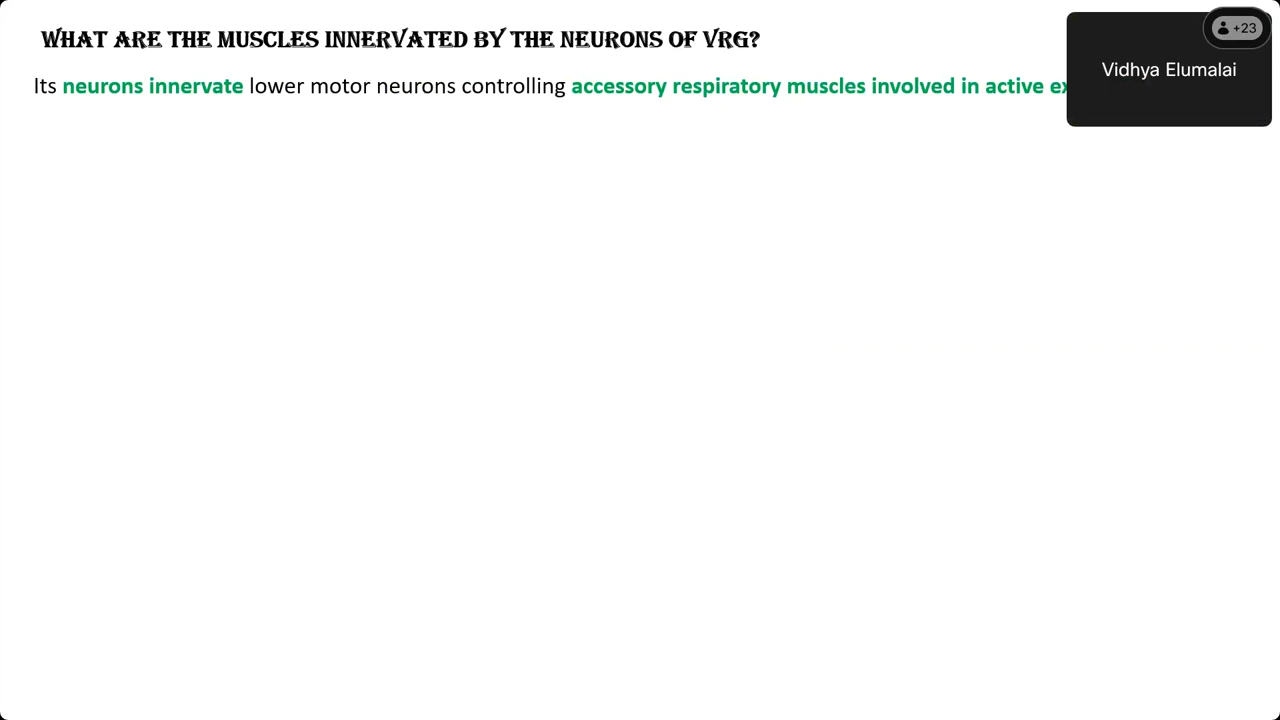 WHAT ARE THE MUSCLES INNERVATED BY THE NEURONS OF VRG?
Its neurons innervate lower motor neurons controlling accessory respiratory muscles involved in active
+23
Vidhya Elumalai